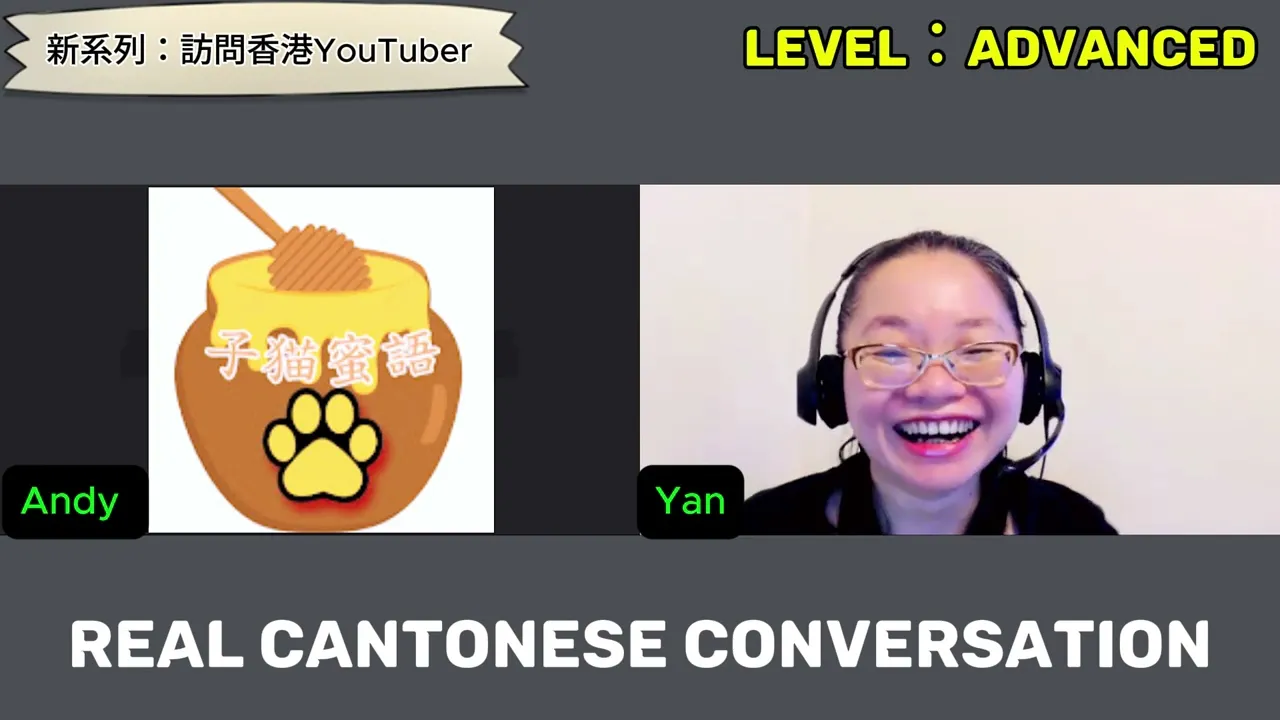 新系列：訪問香港YouTuber
LEVEL：ADVANCED
子猫蜜語
Andy
Yan
REAL CANTONESE CONVERSATION